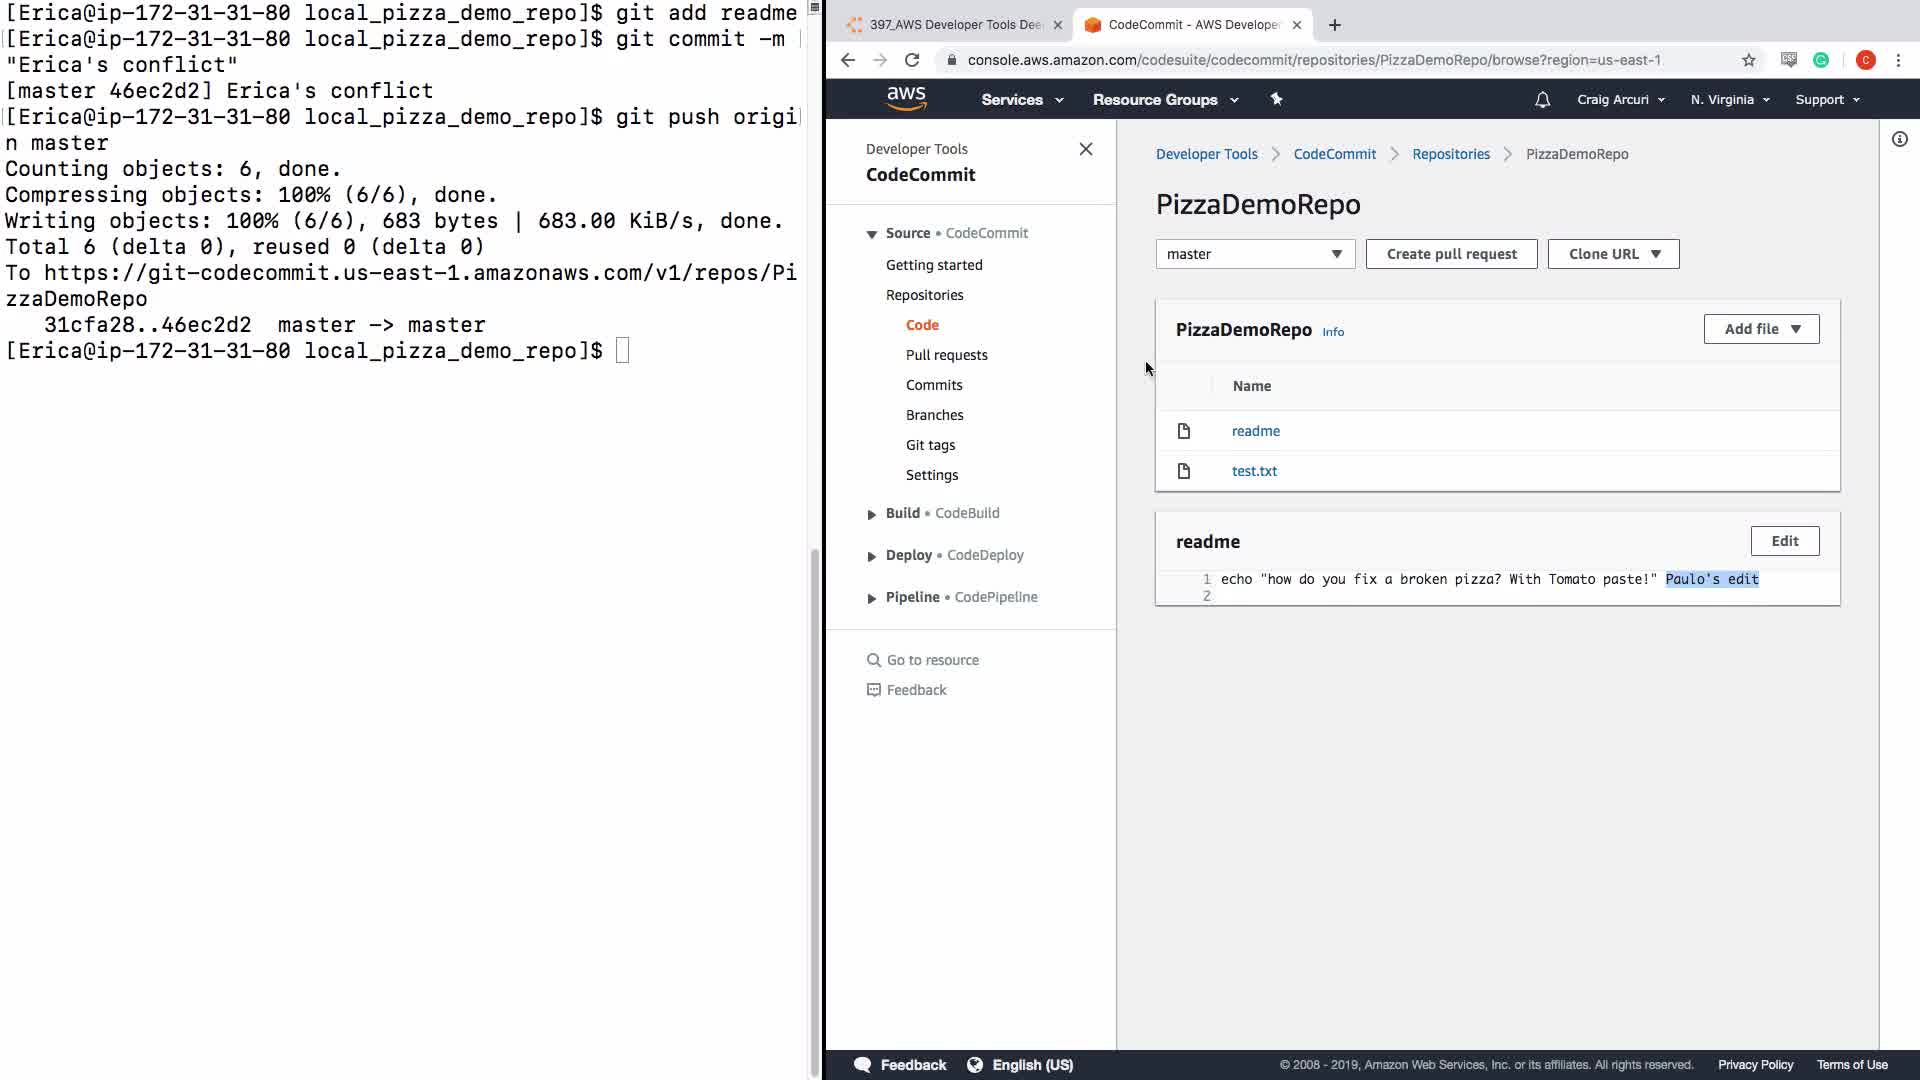 [Erica@ip-172-31-31-80 local_pizza_demo_repo]$ git add readme
[Erica@ip-172-31-31-80 local_pizza_demo_repo]$ git commit -m
"Erica's conflict"
[master 46ec2d2] Erica's conflict
[Erica@ip-172-31-31-80 local_pizza_demo_repo]$ git push origi
n master
Counting objects: 6, done.
Compressing objects: 100% (6/6), done.
Writing objects: 100% (6/6), 683 bytes | 683.00 KiB/s, done.
Total 6 (delta 0), reused 0 (delta 0)
To https://git-codecommit.us-east-1.amazonaws.com/v1/repos/Pi
zzaDemoRepo
31cfa28..46ec2d2  master -> master
[Erica@ip-172-31-31-80 local_pizza_demo_repo]$
397_AWS Developer Tools Dee
CodeCommit - AWS Developer
console.aws.amazon.com/codesuite/codecommit/repositories/PizzaDemoRepo/browse?region=us-east-1
C
aws
Services
Resource Groups
Craig Arcuri
N. Virginia
Support
Developer Tools
CodeCommit
Source • CodeCommit
Getting started
Repositories
Code
Pull requests
Commits
Branches
Git tags
Settings
Build • CodeBuild
Deploy • CodeDeploy
Pipeline • CodePipeline
Go to resource
Feedback
Developer Tools > CodeCommit > Repositories > PizzaDemoRepo
PizzaDemoRepo
master
Create pull request
Clone URL
PizzaDemoRepo Info
Add file
Name
readme
test.txt
readme
Edit
1 echo "how do you fix a broken pizza? With Tomato paste!" Paulo's edit
2
Feedback
English (US)
© 2008 - 2019, Amazon Web Services, Inc. or its affiliates. All rights reserved.
Privacy Policy
Terms of Use